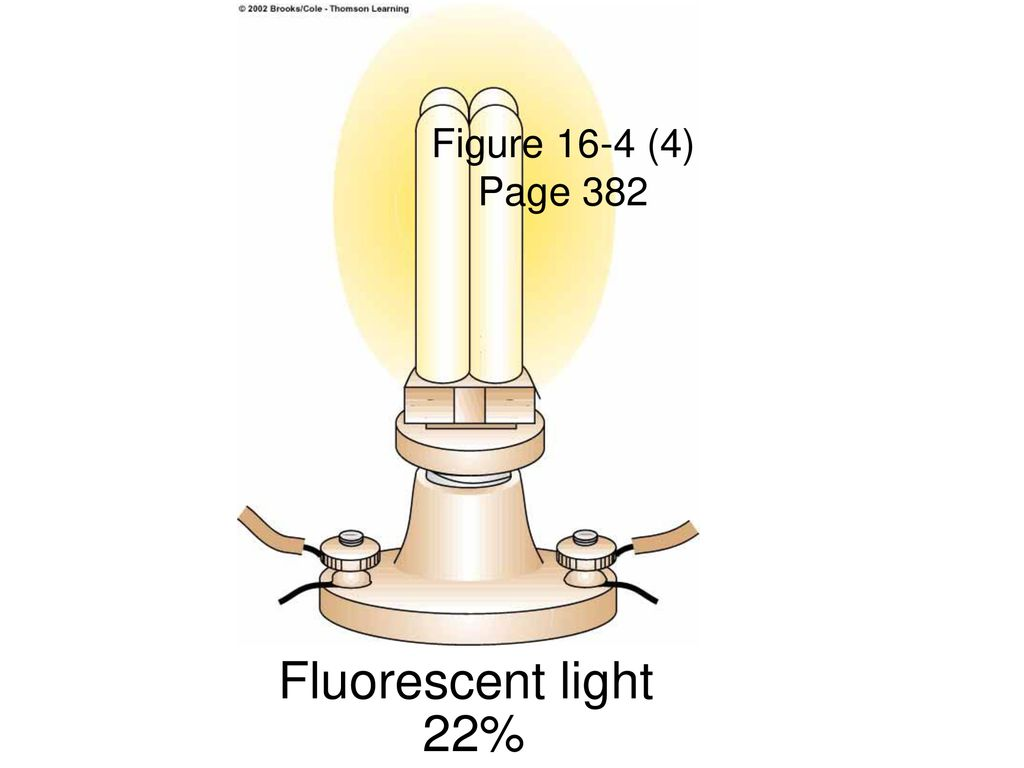 © 2002 Brooks/Cole - Thomson Learning
Figure 16-4 (4)
Page 382
Fluorescent light
22%